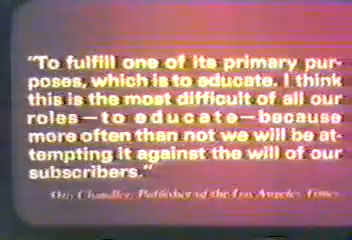 "To fulfill one of its primary pur-
poses, which is to educate. I think
this is the most difficult of all our
roles—to educate—because
more often than not we will be at-
tempting it against the will of our
subscribers."
Otis Chandler, Publisher of the Los Angeles Times